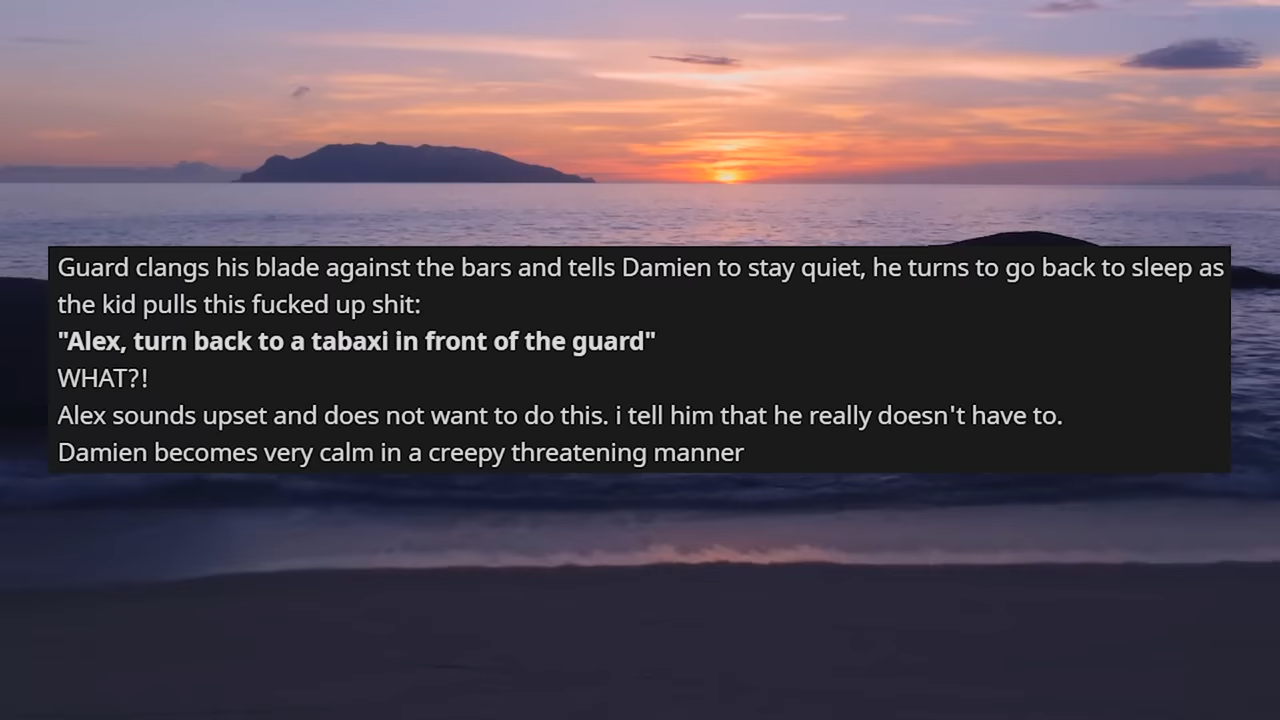 Guard clangs his blade against the bars and tells Damien to stay quiet, he turns to go back to sleep as
the kid pulls this fucked up shit:
"Alex, turn back to a tabaxi in front of the guard"
WHAT?!
Alex sounds upset and does not want to do this. i tell him that he really doesn't have to.
Damien becomes very calm in a creepy threatening manner